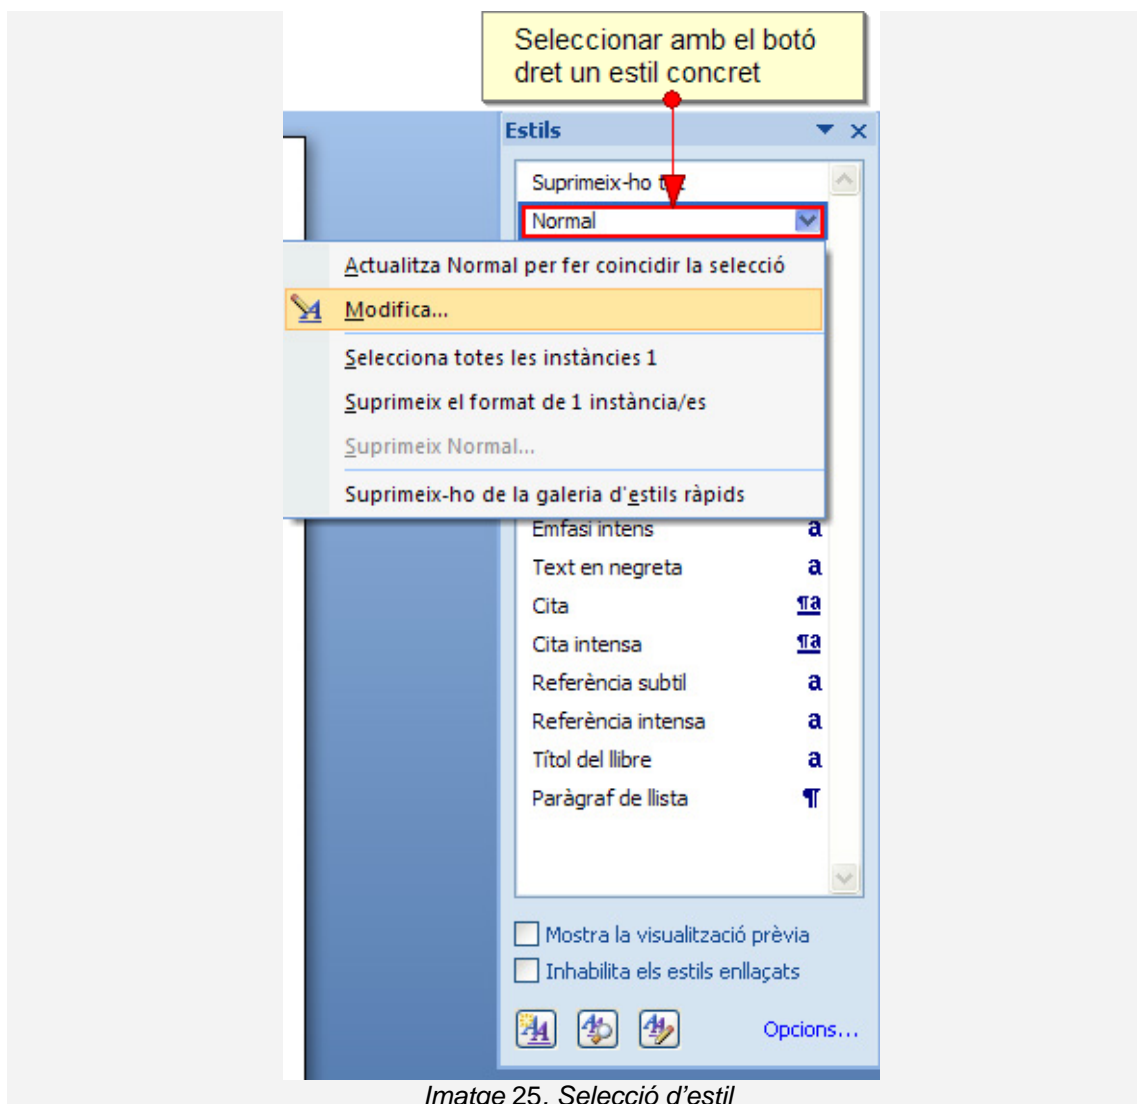 Seleccionar amb el botó
dret un estil concret
Estils
Suprimeix-ho
Normal
Actualitza Normal per fer coincidir la selecció
Modifica...
Selecciona totes les instàncies 1
Suprimeix el format de 1 instància/es
Suprimeix Normal...
Suprimeix-ho de la galeria d'estils ràpids
Emfasi intens a
Text en negreta a
Cita ¶a
Cita intensa ¶a
Referència subtil a
Referència intensa a
Títol del llibre a
Paràgraf de llista ¶
Mostra la visualització prèvia
Inhabilita els estils enllaçats
Opcions...
Imatge 25. Selecció d'estil